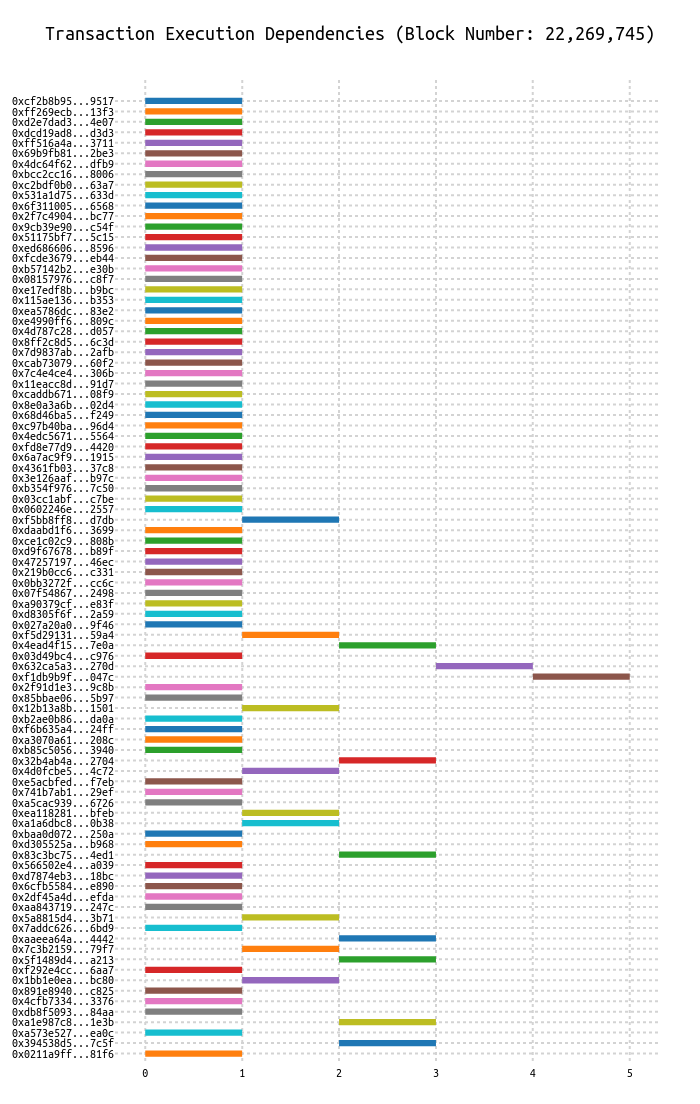 Transaction Execution Dependencies (Block Number: 22,269,745)
0xcf2b8b95...9517
0xff269ecb...13f3
0xd2e7dad3...4e07
0xdcd19ad8...d3d3
0xff516a4a...3711
0x69b9fb81...2be3
0x4dc64f62...dfb9
0xbcc2cc16...8006
0xc2bdf0b0...63a7
0x531a1d75...633d
0x6f311005...6568
0x2f7c4904...bc77
0x9cb39e90...c54f
0x51175bf7...5c15
0xed686606...8596
0xfcde3679...eb44
0xb57142b2...e30b
0x08157976...c8f7
0xe17edf8b...b9bc
0x115ae136...b353
0xea5786dc...83e2
0xe4990ff6...809c
0x4d787c28...d057
0x8ff2c8d5...6c3d
0x7d9837ab...2afb
0xcab73079...60f2
0x7c4e4ce4...306b
0x11eacc8d...91d7
0xcaddb671...08f9
0x8e0a3a6b...02d4
0x68d46ba5...f249
0xc97b40ba...96d4
0x4edc5671...5564
0xfd8e77d9...4420
0x6a7ac9f9...1915
0x4361fb03...37c8
0x3e126aaf...b97c
0xb354f976...7c50
0x03cc1abf...c7be
0x0602246e...2557
0xf5bb8ff8...d7db
0xdaabd1f6...3699
0xce1c02c9...808b
0xd9f67678...b89f
0x47257197...46ec
0x219b0cc6...c331
0x0bb3272f...cc6c
0x07f54867...2498
0xa90379cf...e83f
0xd8305f6f...2a59
0x027a20a0...9f46
0xf5d29131...59a4
0x4ead4f15...7e0a
0x03d49bc4...c976
0x632ca5a3...270d
0xf1db9b9f...047c
0x2f91d1e3...9c8b
0x85bbae06...5b97
0x12b13a8b...1501
0xb2ae0b86...da0a
0xf6b635a4...24ff
0xa3070a61...208c
0xb85c5056...3940
0x32b4ab4a...2704
0x4d0fcbe5...4c72
0xe5acbfed...f7eb
0x741b7ab1...29ef
0xa5cac939...6726
0xea118281...bfeb
0xa1a6dbc8...0b38
0xbaa0d072...250a
0xd305525a...b968
0x83c3bc75...4ed1
0x566502e4...a039
0xd7874eb3...18bc
0x6cfb5584...e890
0x2df45a4d...efda
0xaa843719...247c
0x5a8815d4...3b71
0x7addc626...6bd9
0xaaeea64a...4442
0x7c3b2159...79f7
0x5f1489d4...a213
0xf292e4cc...6aa7
0x1bb1e0ea...bc80
0x891e8940...c825
0x4cfb7334...3376
0xdb8f5093...84aa
0xa1e987c8...1e3b
0xa573e527...ea0c
0x394538d5...7c5f
0x0211a9ff...81f6
0 1 2 3 4 5